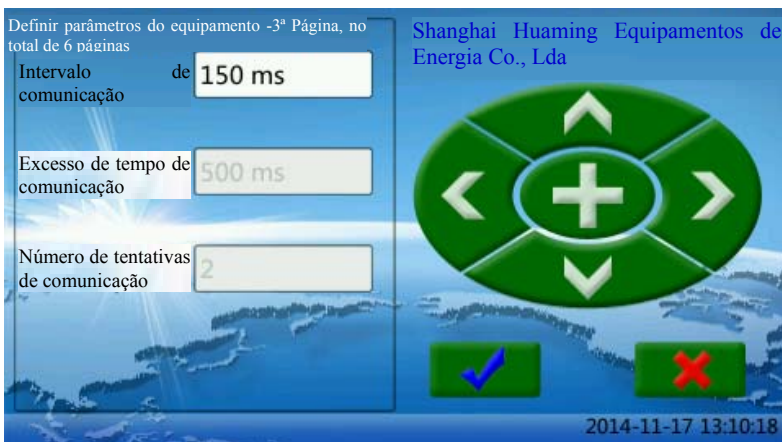 Definir parâmetros do equipamento -3ª Página, no
total de 6 páginas
Intervalo de
comunicação
150 ms
Excesso de tempo de
comunicação
500 ms
Número de tentativas
de comunicação
2
Shanghai Huaming Equipamentos de
Energia Co., Lda
2014-11-17 13:10:18